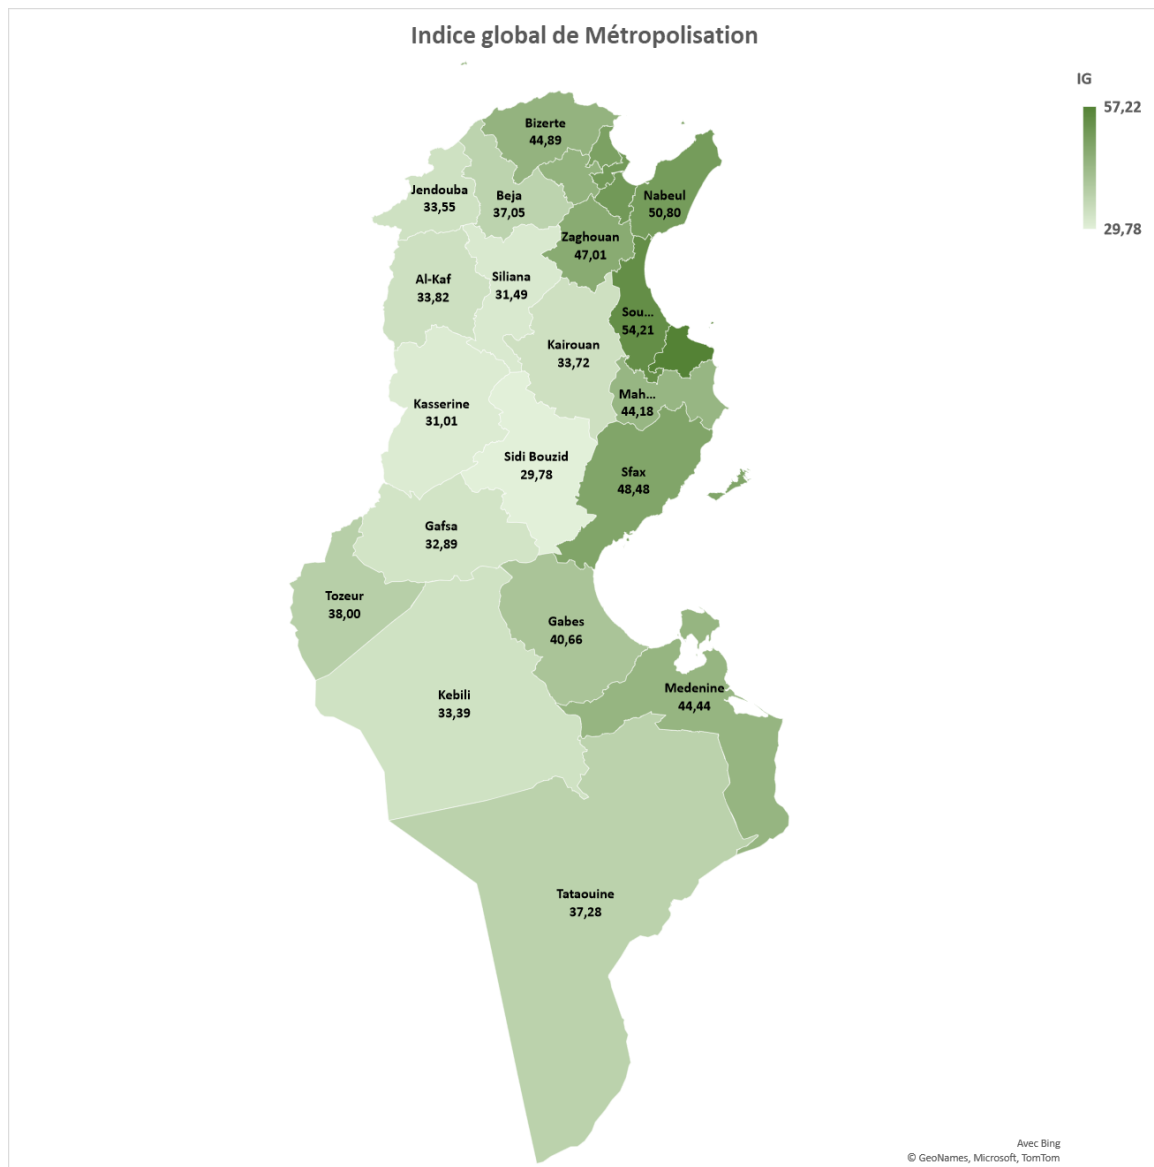 Indice global de Métropolisation
IG
57,22
29,78
Bizerte
44,89
Jendouba
33,55
Beja
37,05
Nabeul
50,80
Zaghouan
47,01
Al-Kaf
33,82
Siliana
31,49
Sou...
54,21
Kairouan
33,72
Mah...
44,18
Kasserine
31,01
Sidi Bouzid
29,78
Sfax
48,48
Gafsa
32,89
Tozeur
38,00
Gabes
40,66
Kebili
33,39
Medenine
44,44
Tataouine
37,28
Avec Bing
© GeoNames, Microsoft, TomTom